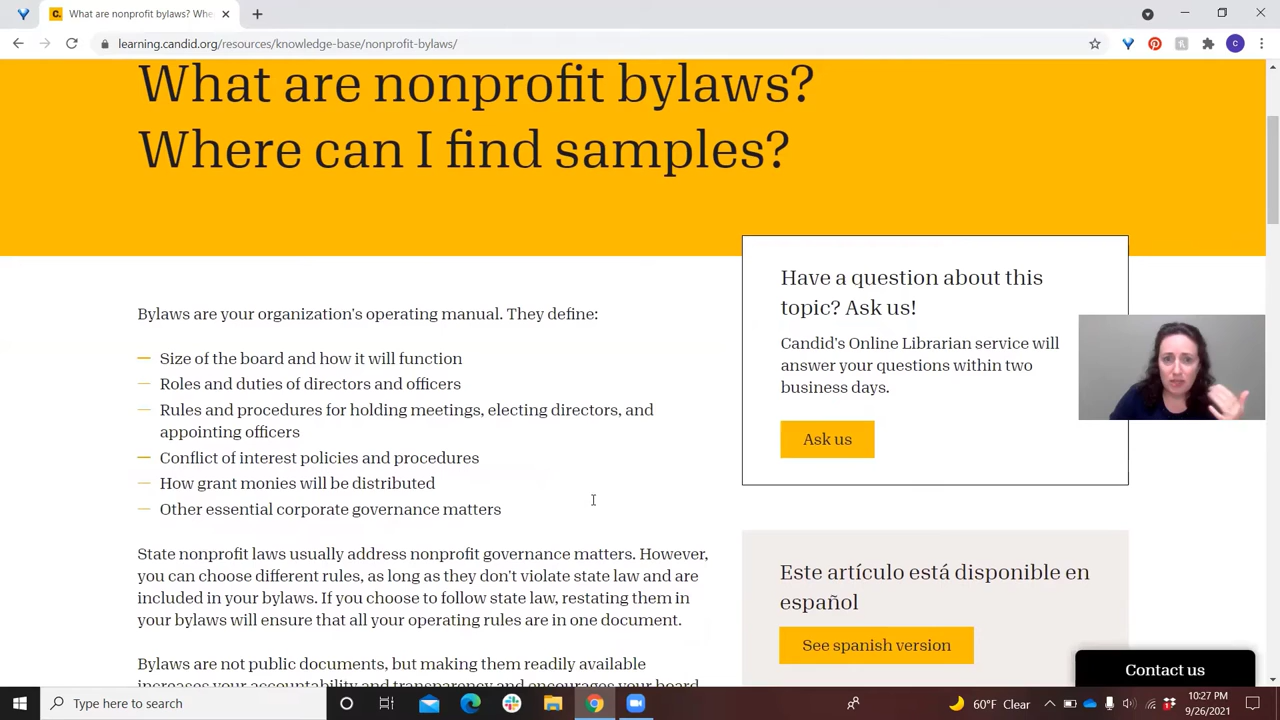 What are nonprofit bylaws? Whe
learning.candid.org/resources/knowledge-base/nonprofit-bylaws/
C
What are nonprofit bylaws?
Where can I find samples?
Bylaws are your organization's operating manual. They define:
Size of the board and how it will function
Roles and duties of directors and officers
Rules and procedures for holding meetings, electing directors, and
appointing officers
Conflict of interest policies and procedures
How grant monies will be distributed
Other essential corporate governance matters
State nonprofit laws usually address nonprofit governance matters. However,
you can choose different rules, as long as they don't violate state law and are
included in your bylaws. If you choose to follow state law, restating them in
your bylaws will ensure that all your operating rules are in one document.
Bylaws are not public documents, but making them readily available
increases your accountability and transparency and encourages your board
Have a question about this
topic? Ask us!
Candid's Online Librarian service will
answer your questions within two
business days.
Ask us
Este artículo está disponible en
español
See spanish version
Contact us
Type here to search
60°F Clear
10:27 PM
9/26/2021